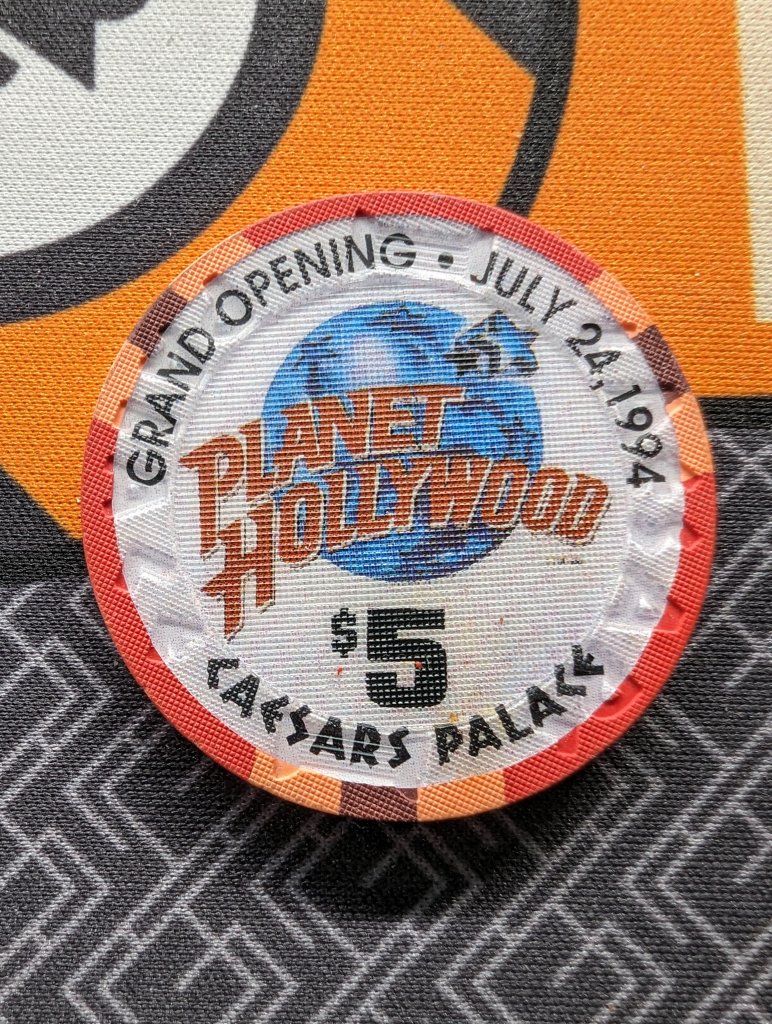 GRAND OPENING • JULY 24, 1994
PLANET
HOLLYWOOD
$5
CAESARS PALACE